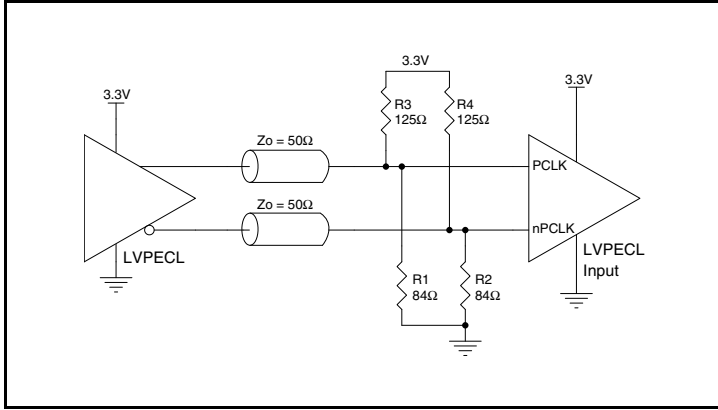 3.3V
3.3V
3.3V
R3
125Ω
R4
125Ω
Zo = 50Ω
PCLK
Zo = 50Ω
nPCLK
LVPECL
LVPECL
Input
R1
84Ω
R2
84Ω